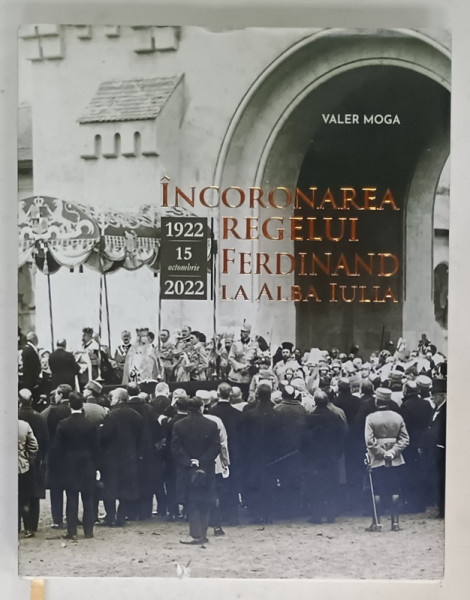 VALER MOGA
ÎNCORONAREA
REGELUI
FERDINAND
LA ALBA IULIA
1922
15
octombrie
2022